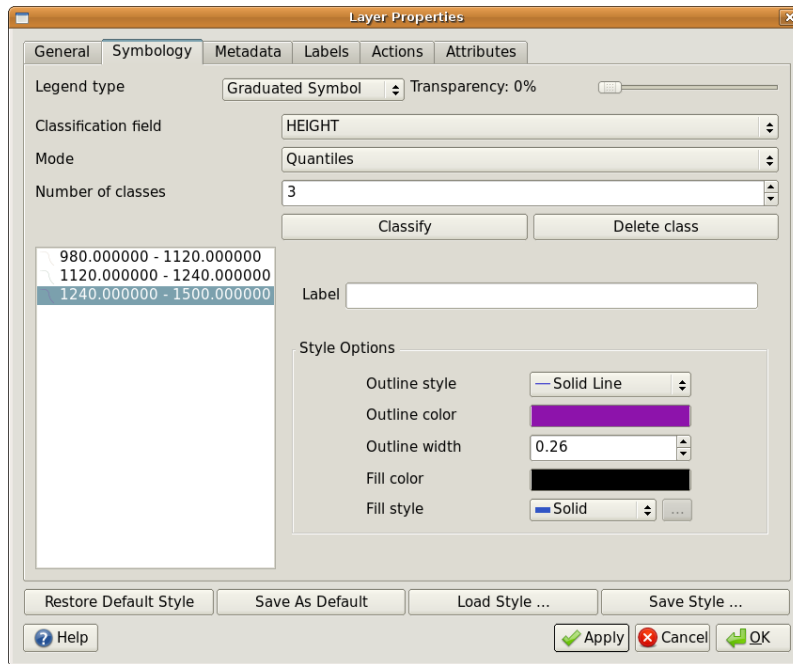 Layer Properties
General Symbology Metadata Labels Actions Attributes
Legend type Graduated Symbol Transparency: 0%
Classification field HEIGHT
Mode Quantiles
Number of classes 3
Classify Delete class
980.000000 - 1120.000000
1120.000000 - 1240.000000
1240.000000 - 1500.000000
Label
Style Options
Outline style Solid Line
Outline color
Outline width 0.26
Fill color
Fill style Solid ...
Restore Default Style Save As Default Load Style ... Save Style ...
Help Apply Cancel OK